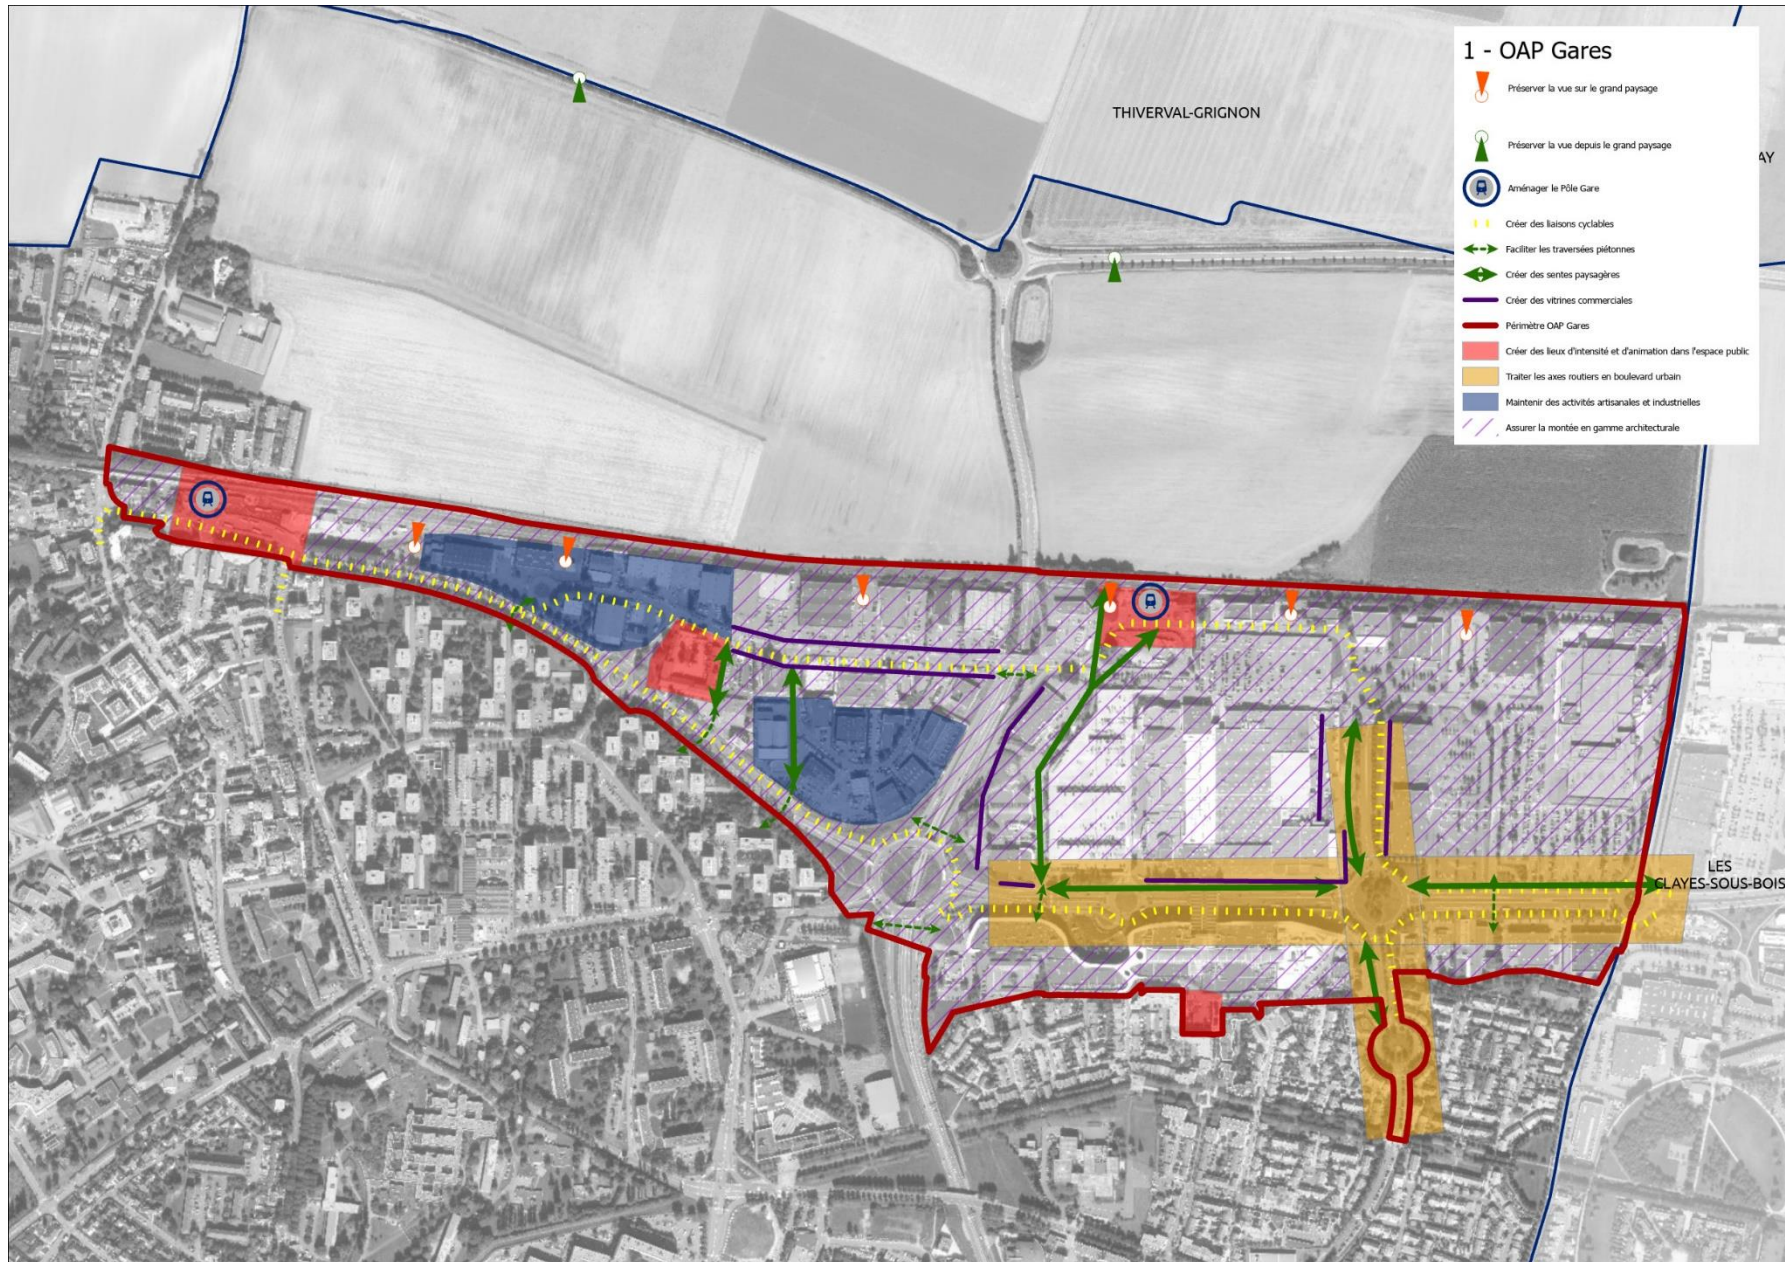 1 - OAP Gares
Préserver la vue sur le grand paysage
THIVERVAL-GRIGNON
Préserver la vue depuis le grand paysage
AY
Aménager le Pôle Gare
Créer des liaisons cyclables
Faciliter les traversées piétonnes
Créer des sentes paysagères
Créer des vitrines commerciales
Périmètre OAP Gares
Créer des lieux d'intensité et d'animation dans l'espace public
Traiter les axes routiers en boulevard urbain
Maintenir des activités artisanales et industrielles
Assurer la montée en gamme architecturale
LES
CLAYES-SOUS-BOIS